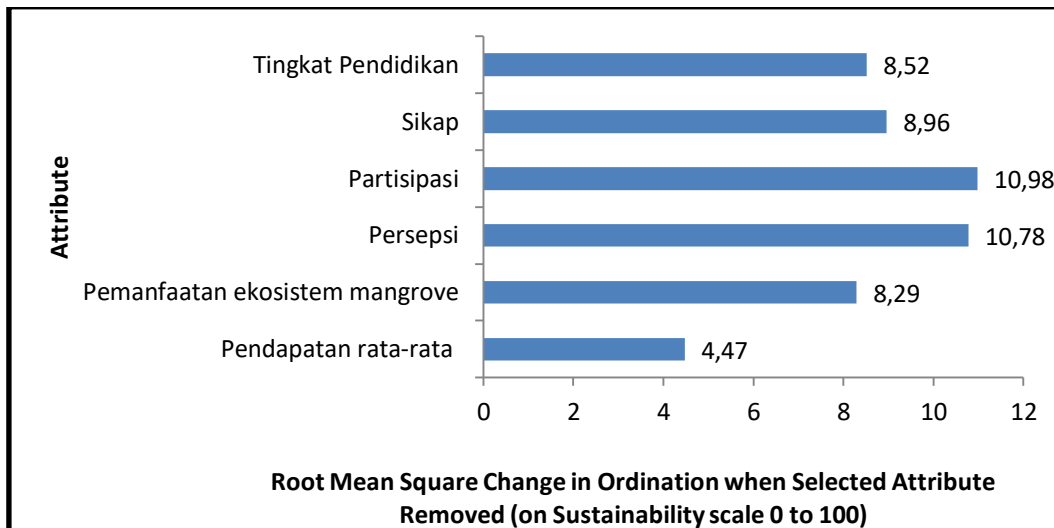 Attribute
Tingkat Pendidikan
8,52
Sikap
8,96
Partisipasi
10,98
Persepsi
10,78
Pemanfaatan ekosistem mangrove
8,29
Pendapatan rata-rata
4,47
0 2 4 6 8 10 12
Root Mean Square Change in Ordination when Selected Attribute
Removed (on Sustainability scale 0 to 100)